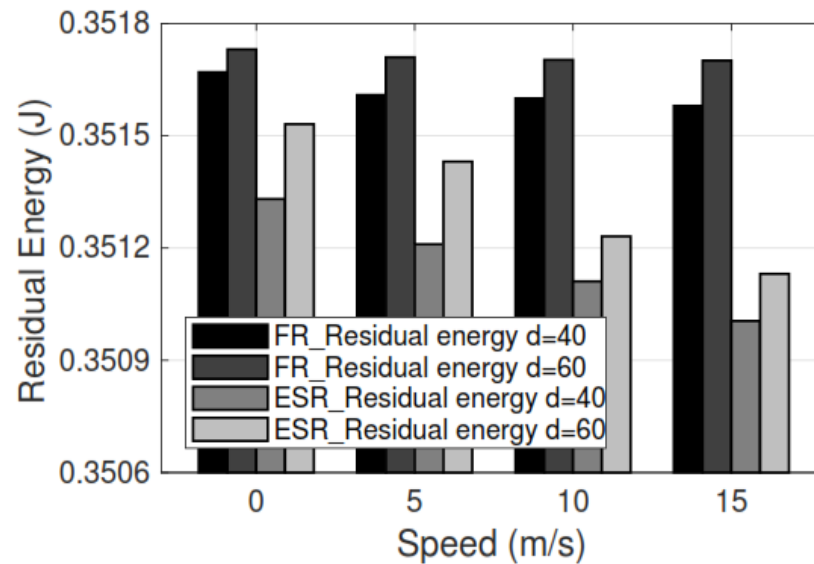 0.3518
0.3515
0.3512
0.3509
0.3506
Residual Energy (J)
FR_Residual energy d=40
FR_Residual energy d=60
ESR_Residual energy d=40
ESR_Residual energy d=60
0 5 10 15
Speed (m/s)